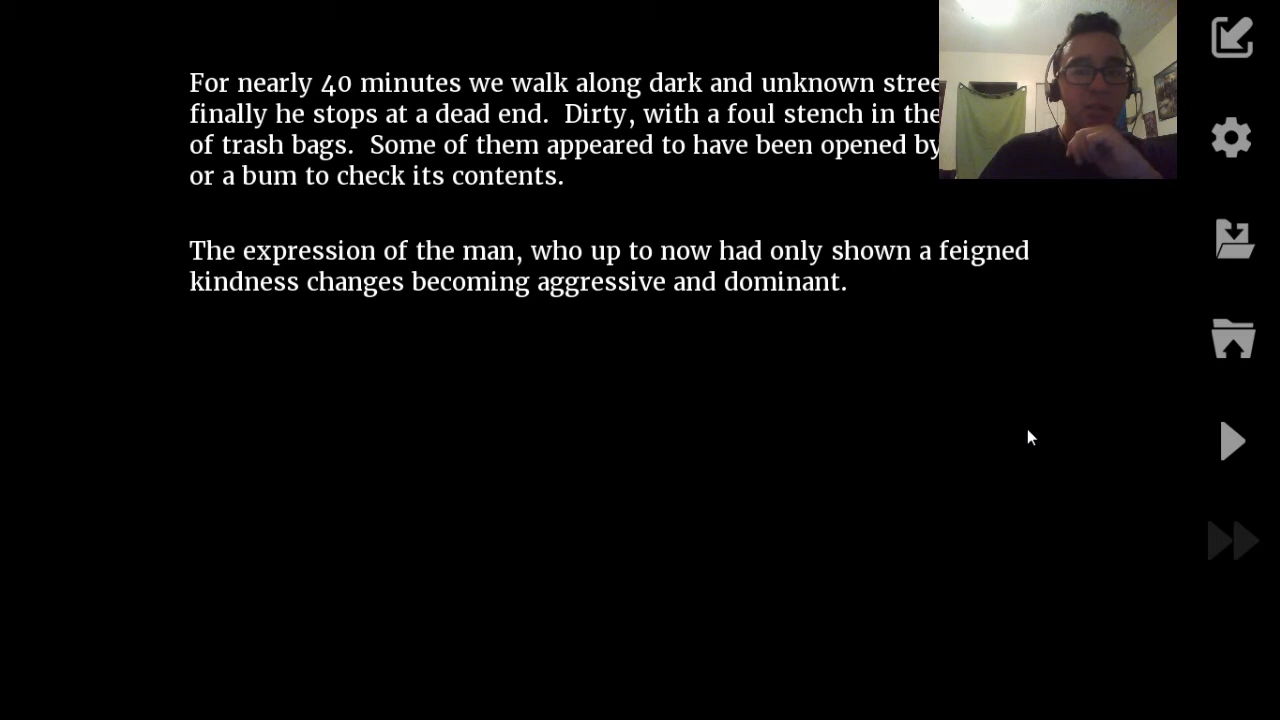 For nearly 40 minutes we walk along dark and unknown
finally he stops at a dead end.  Dirty, with a foul stench in the
of trash bags.  Some of them appeared to have been opened by
or a bum to check its contents.
The expression of the man, who up to now had only shown a feigned
kindness changes becoming aggressive and dominant.